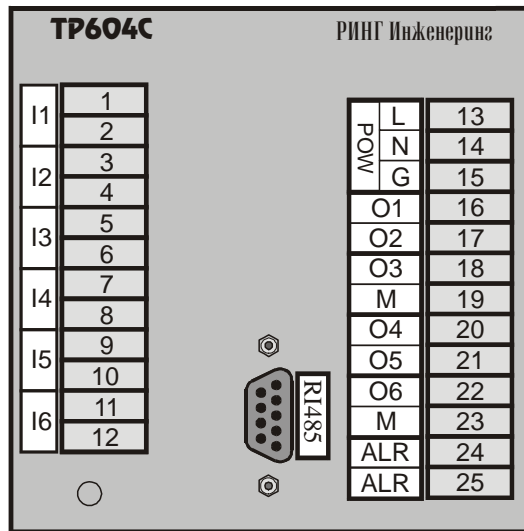 TP604C
РИНГ Инженеринг
I1
1
2
I2
3
4
I3
5
6
I4
7
8
I5
9
10
I6
11
12
RI485
POW
L 13
N 14
G 15
O1 16
O2 17
O3 18
M 19
O4 20
O5 21
O6 22
M 23
ALR 24
ALR 25